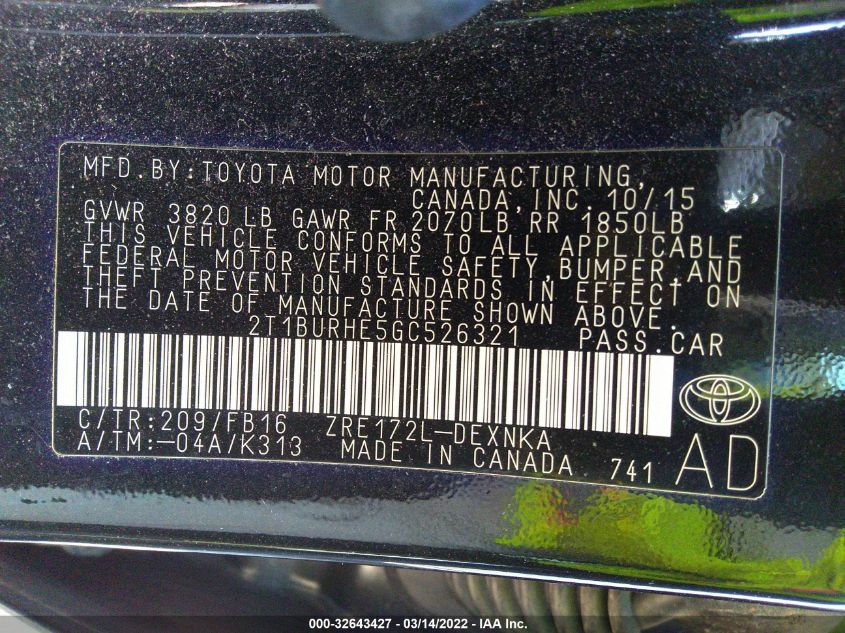 MFD.BY:TOYOTA MOTOR MANUFACTURING,
CANADA,INC. 10/15
GVWR 3820 LB GAWR FR 2070LB RR 1850LB
THIS VEHICLE CONFORMS TO ALL APPLICABLE
FEDERAL MOTOR VEHICLE SAFETY,BUMPER,AND
THEFT PREVENTION STANDARDS IN EFFECT ON
THE DATE OF MANUFACTURE SHOWN ABOVE.
2T1BURHE5GC526321 PASS.CAR
C/TR:209/FB16 ZRE172L-DEXNKA
A/TM:-04A/K313 MADE IN CANADA 741 AD
000-32643427 - 03/14/2022 - IAA Inc.